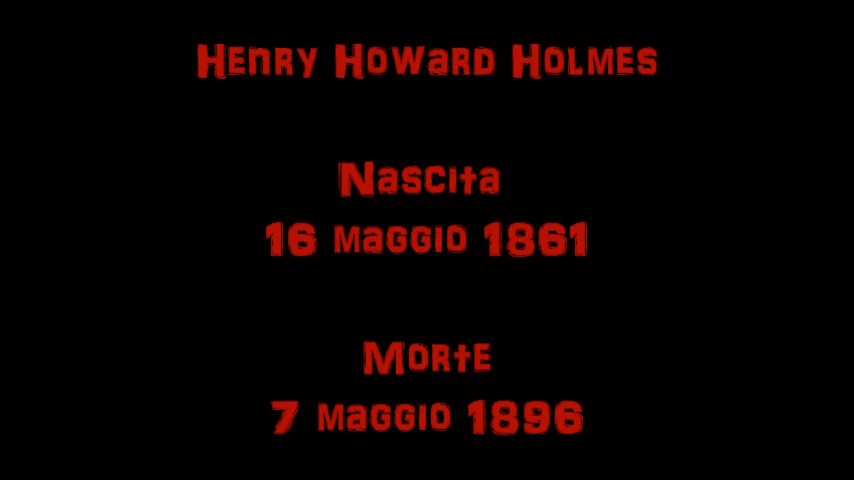 Henry Howard Holmes
Nascita
16 maggio 1861
Morte
7 maggio 1896